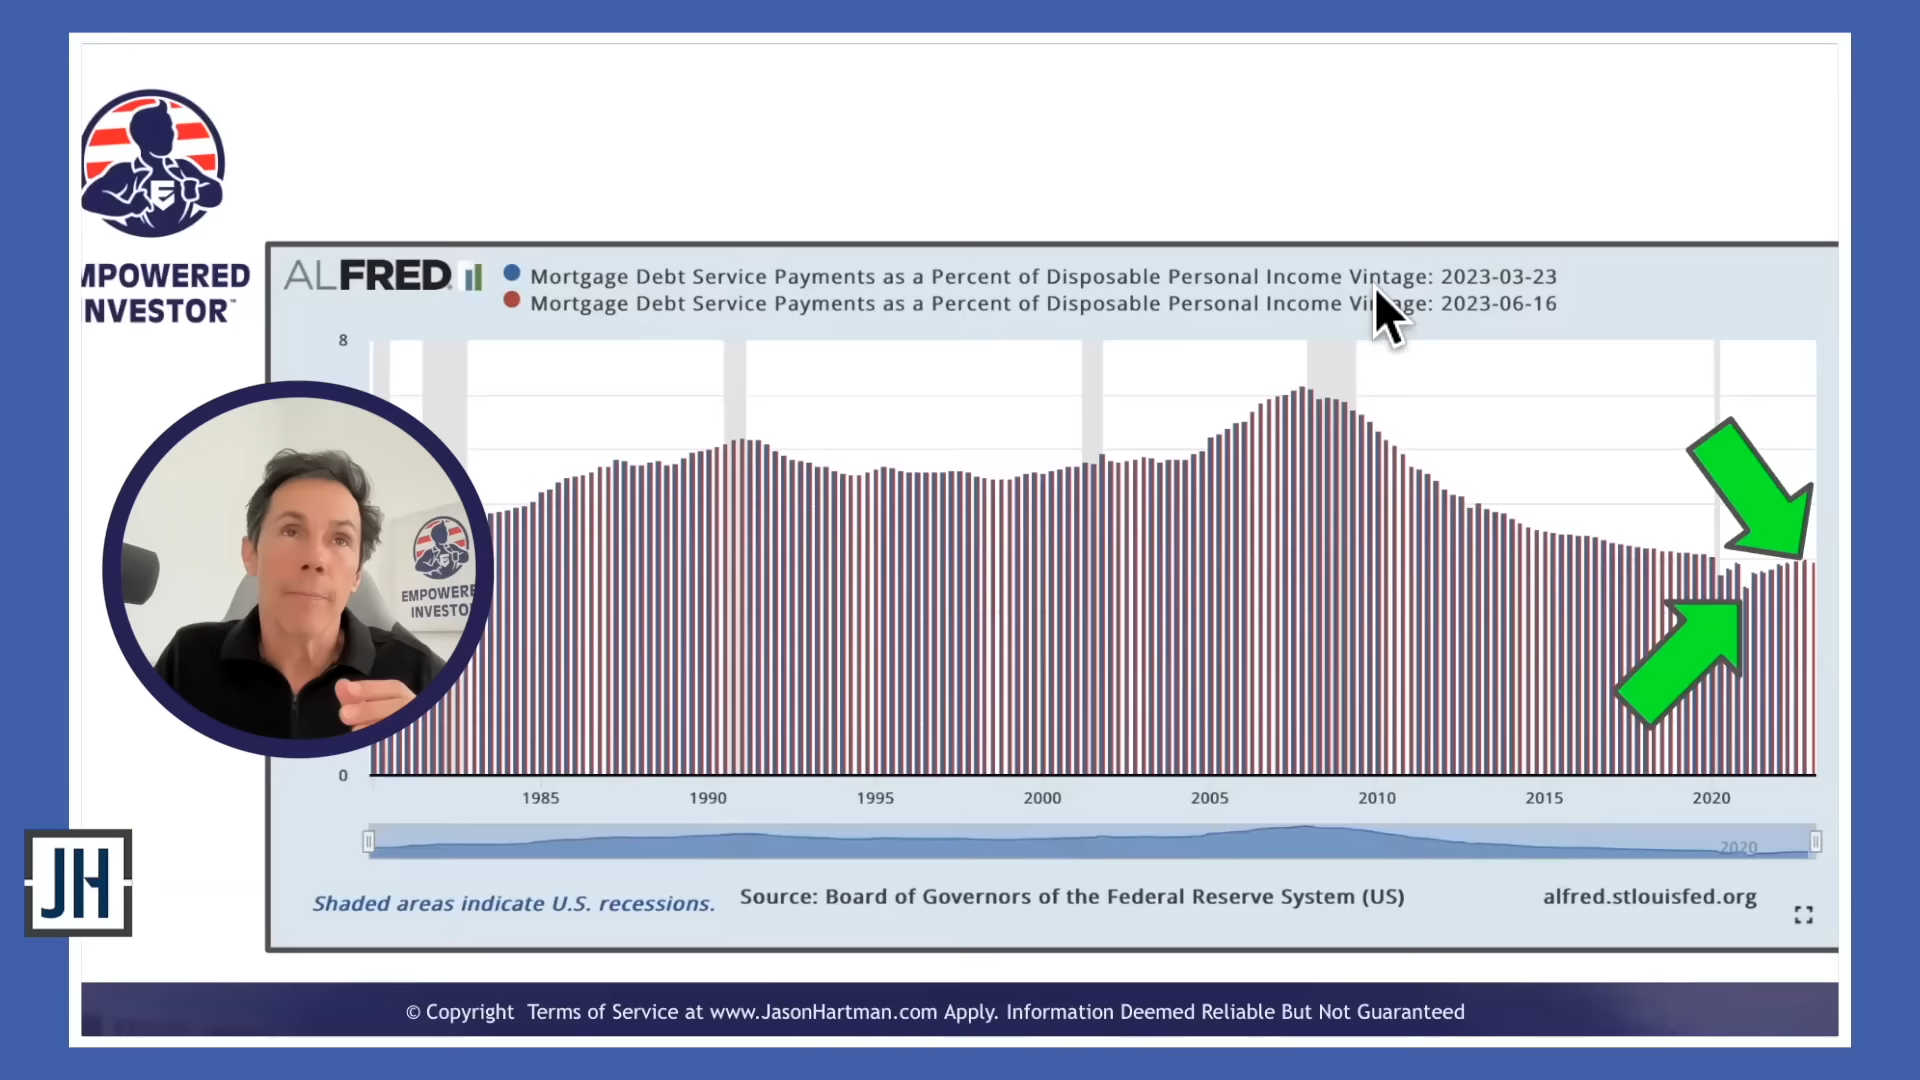 MPOWERED
NVESTOR™
ALFRED
Mortgage Debt Service Payments as a Percent of Disposable Personal Income Vintage: 2023-03-23
Mortgage Debt Service Payments as a Percent of Disposable Personal Income Vintage: 2023-06-16
8
EMPOWERE
INVESTO
0
1985 1990 1995 2000 2005 2010 2015 2020
2020
JH
Shaded areas indicate U.S. recessions. Source: Board of Governors of the Federal Reserve System (US) alfred.stlouisfed.org
© Copyright Terms of Service at www.JasonHartman.com Apply. Information Deemed Reliable But Not Guaranteed